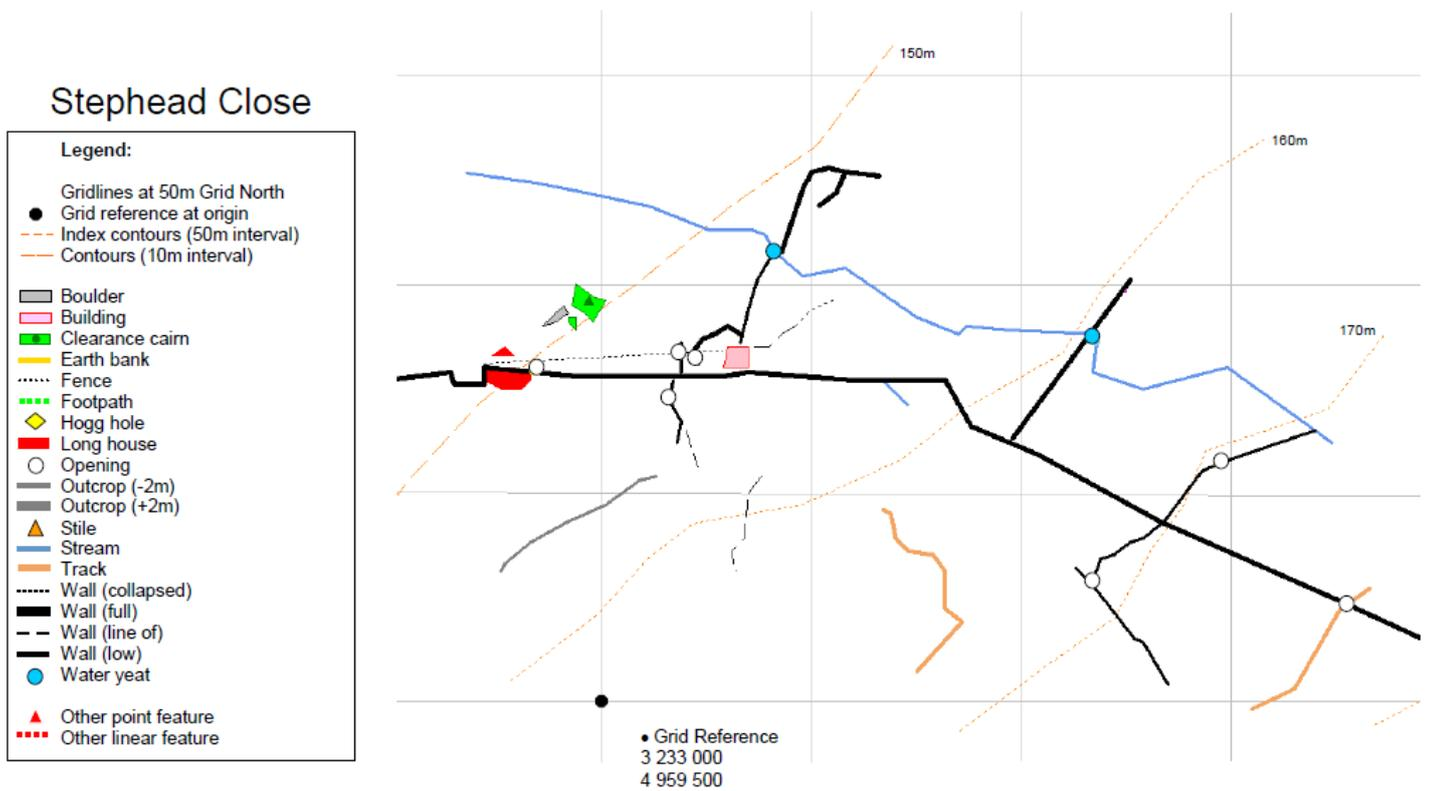 Stephead Close
Legend:
Gridlines at 50m Grid North
Grid reference at origin
Index contours (50m interval)
Contours (10m interval)
Boulder
Building
Clearance cairn
Earth bank
Fence
Footpath
Hogg hole
Long house
Opening
Outcrop (-2m)
Outcrop (+2m)
Stile
Stream
Track
Wall (collapsed)
Wall (full)
Wall (line of)
Wall (low)
Water yeat
Other point feature
Other linear feature
150m
160m
170m
• Grid Reference
3 233 000
4 959 500